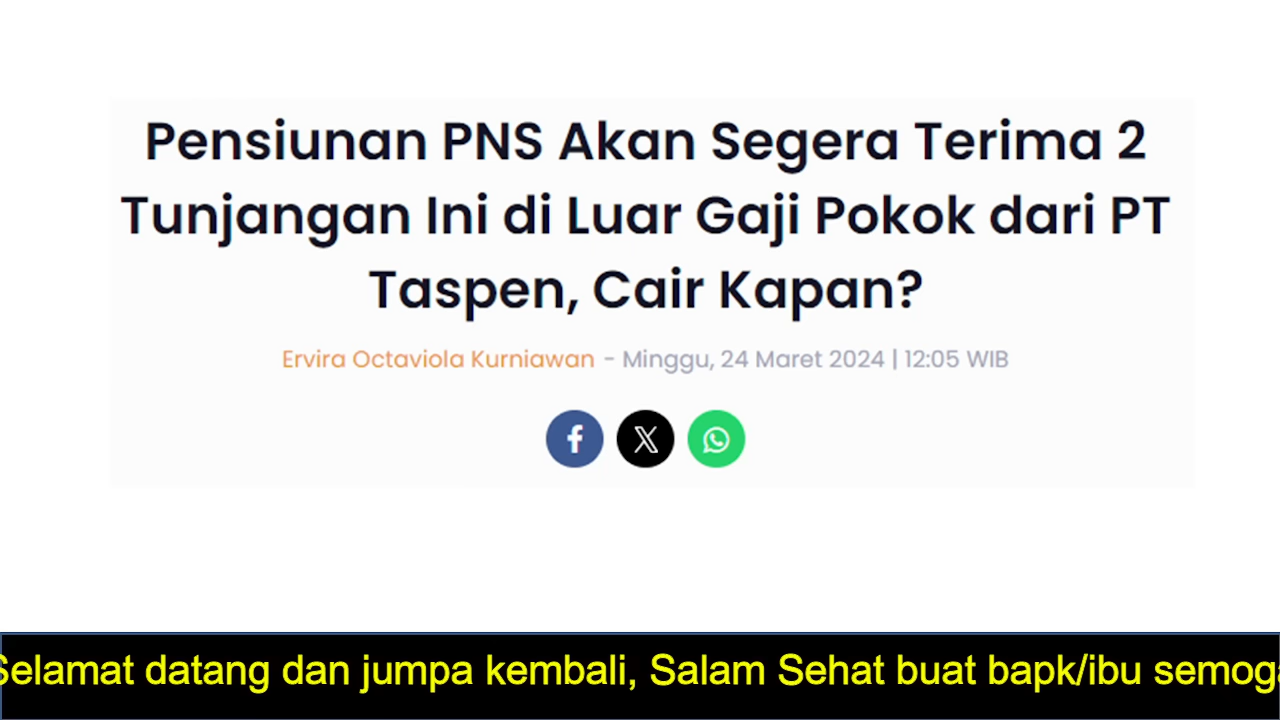 Pensiunan PNS Akan Segera Terima 2
Tunjangan Ini di Luar Gaji Pokok dari PT
Taspen, Cair Kapan?
Ervira Octaviola Kurniawan - Minggu, 24 Maret 2024 | 12:05 WIB
Selamat datang dan jumpa kembali, Salam Sehat buat bapk/ibu semoga